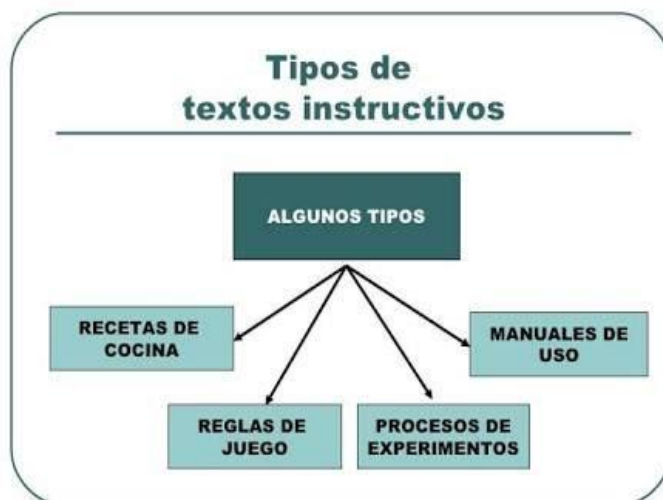 Tipos de
textos instructivos
ALGUNOS TIPOS
RECETAS DE
COCINA
MANUALES DE
USO
REGLAS DE
JUEGO
PROCESOS DE
EXPERIMENTOS